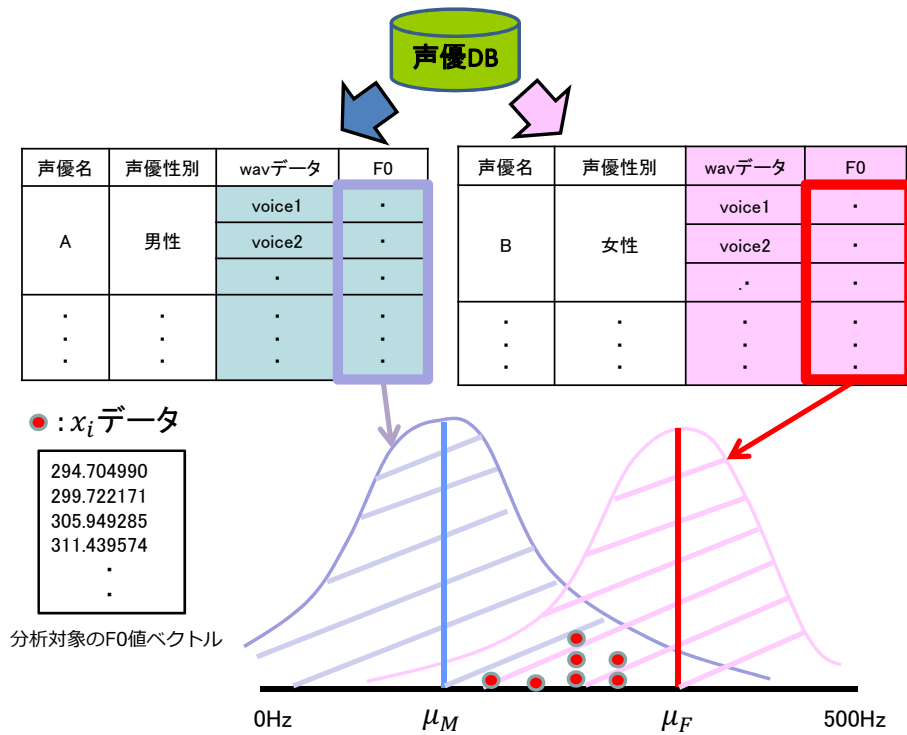 声優DB
声優名 声優性別 wavデータ F0
A 男性 voice1 ・
voice2 ・
・ ・
・ ・ ・ ・
・ ・ ・ ・
・ ・ ・ ・
声優名 声優性別 wavデータ F0
B 女性 voice1 ・
voice2 ・
.・ ・
・ ・ ・ ・
・ ・ ・ ・
・ ・ ・ ・
: x_i データ
294.704990
299.722171
305.949285
311.439574
・
・
分析対象のF0値ベクトル
0Hz μ_M μ_F 500Hz